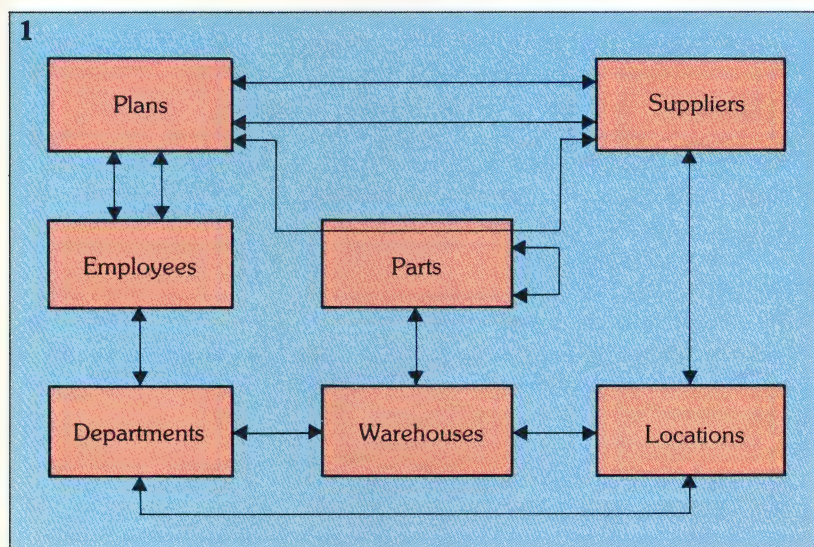 1
Plans
Suppliers
Employees
Parts
Departments
Warehouses
Locations